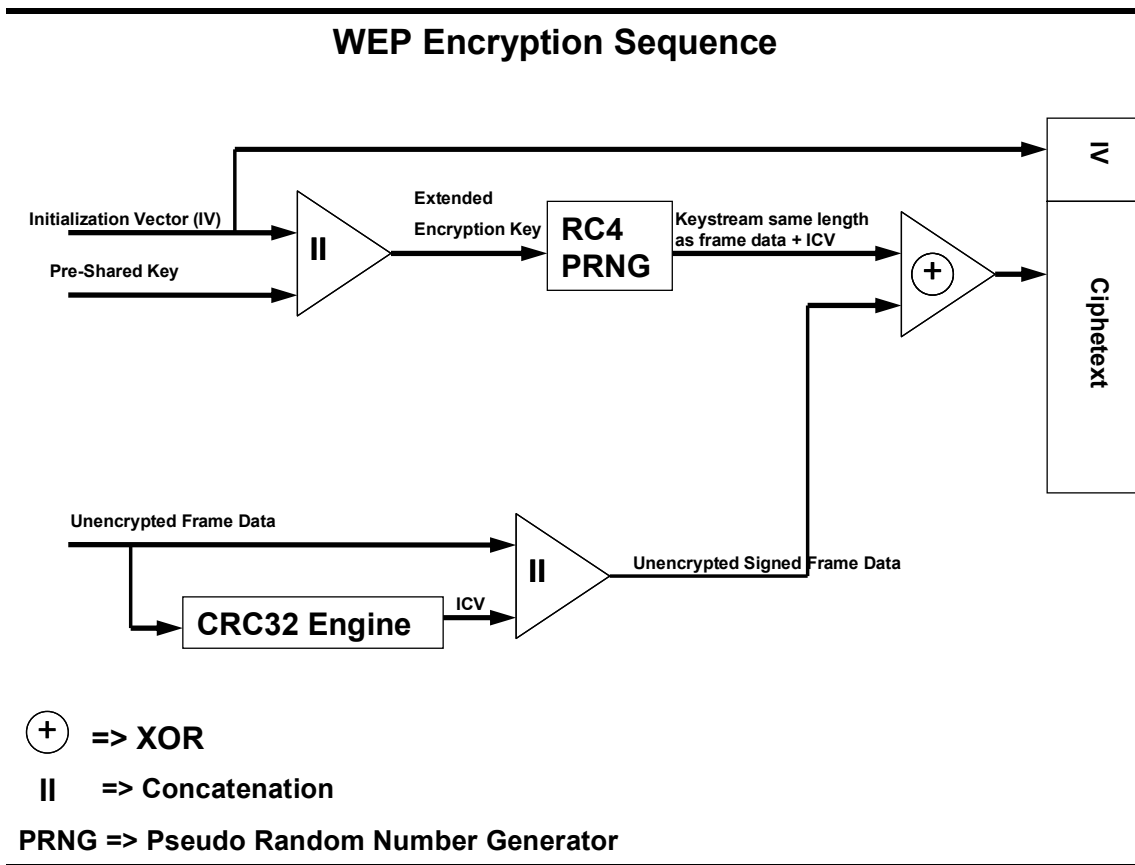 WEP Encryption Sequence
IV
Initialization Vector (IV)
Pre-Shared Key
II
Extended
Encryption Key
RC4
PRNG
Keystream same length
as frame data + ICV
+
Ciphetext
Unencrypted Frame Data
CRC32 Engine
ICV
II
Unencrypted Signed Frame Data
+ => XOR
II => Concatenation
PRNG => Pseudo Random Number Generator